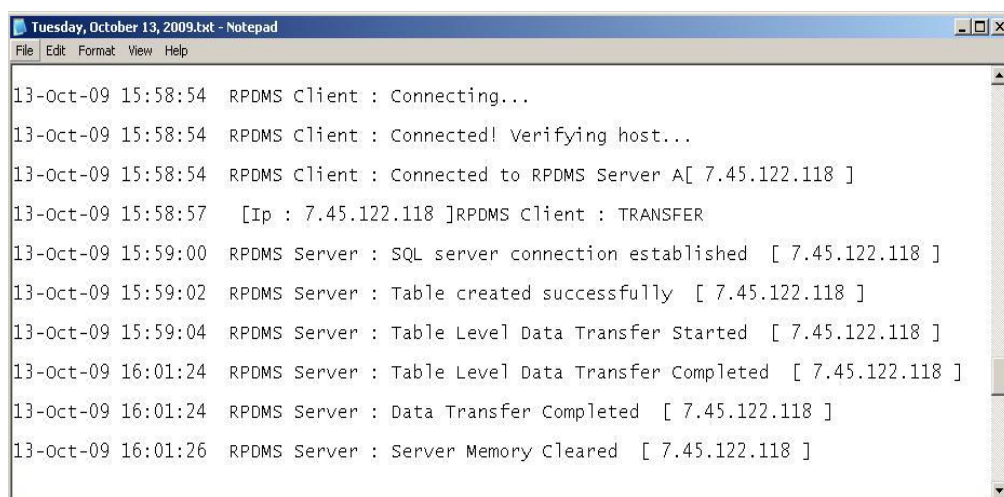 Tuesday, October 13, 2009.txt - Notepad
File Edit Format View Help
13-Oct-09 15:58:54 RPDMS Client : Connecting...
13-Oct-09 15:58:54 RPDMS Client : Connected! Verifying host...
13-Oct-09 15:58:54 RPDMS Client : Connected to RPDMS Server A[ 7.45.122.118 ]
13-Oct-09 15:58:57 [Ip : 7.45.122.118 ]RPDMS Client : TRANSFER
13-Oct-09 15:59:00 RPDMS Server : SQL server connection established [ 7.45.122.118 ]
13-Oct-09 15:59:02 RPDMS Server : Table created successfully [ 7.45.122.118 ]
13-Oct-09 15:59:04 RPDMS Server : Table Level Data Transfer Started [ 7.45.122.118 ]
13-Oct-09 16:01:24 RPDMS Server : Table Level Data Transfer Completed [ 7.45.122.118 ]
13-Oct-09 16:01:24 RPDMS Server : Data Transfer Completed [ 7.45.122.118 ]
13-Oct-09 16:01:26 RPDMS Server : Server Memory Cleared [ 7.45.122.118 ]